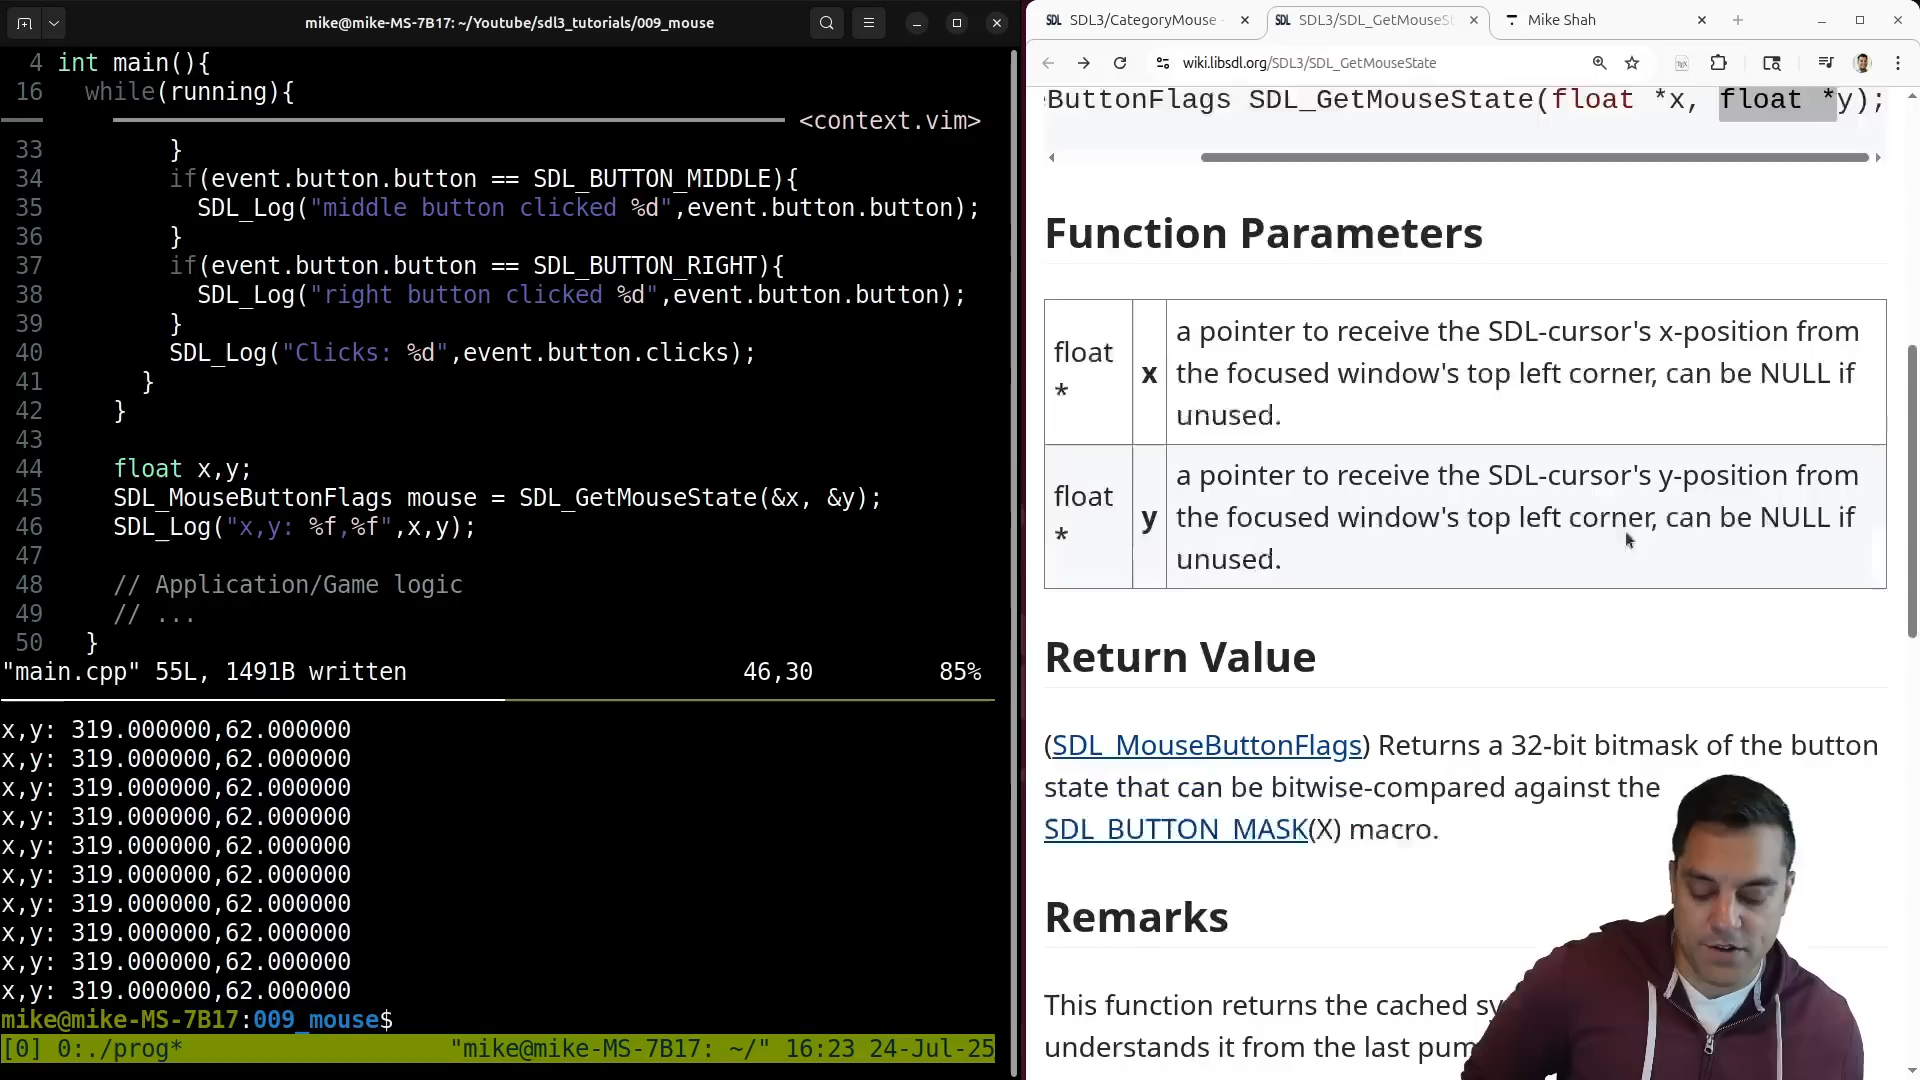 mike@mike-MS-7B17: ~/Youtube/sdl3_tutorials/009_mouse
4 int main(){
16 while(running){
<context.vim>
33 }
34 if(event.button.button == SDL_BUTTON_MIDDLE){
35 SDL_Log("middle button clicked %d",event.button.button);
36 }
37 if(event.button.button == SDL_BUTTON_RIGHT){
38 SDL_Log("right button clicked %d",event.button.button);
39 }
40 SDL_Log("Clicks: %d",event.button.clicks);
41 }
42 }
43
44 float x,y;
45 SDL_MouseButtonFlags mouse = SDL_GetMouseState(&x, &y);
46 SDL_Log("x,y: %f,%f",x,y);
47
48 // Application/Game logic
49 // ...
50 }
"main.cpp" 55L, 1491B written 46,30 85%
x,y: 319.000000,62.000000
x,y: 319.000000,62.000000
x,y: 319.000000,62.000000
x,y: 319.000000,62.000000
x,y: 319.000000,62.000000
x,y: 319.000000,62.000000
x,y: 319.000000,62.000000
x,y: 319.000000,62.000000
x,y: 319.000000,62.000000
x,y: 319.000000,62.000000
mike@mike-MS-7B17:009_mouse$
[0] 0:./prog* "mike@mike-MS-7B17: ~/" 16:23 24-Jul-25
SDL SDL3/CategoryMouse - SDL SDL3/SDL_GetMouseSt Mike Shah
wiki.libsdl.org/SDL3/SDL_GetMouseState
eButtonFlags SDL_GetMouseState(float *x, float *y);
Function Parameters
float * x a pointer to receive the SDL-cursor's x-position from
the focused window's top left corner, can be NULL if
unused.
float * y a pointer to receive the SDL-cursor's y-position from
the focused window's top left corner, can be NULL if
unused.
Return Value
(SDL_MouseButtonFlags) Returns a 32-bit bitmask of the button
state that can be bitwise-compared against the
SDL_BUTTON_MASK(X) macro.
Remarks
This function returns the cached sy
understands it from the last pum